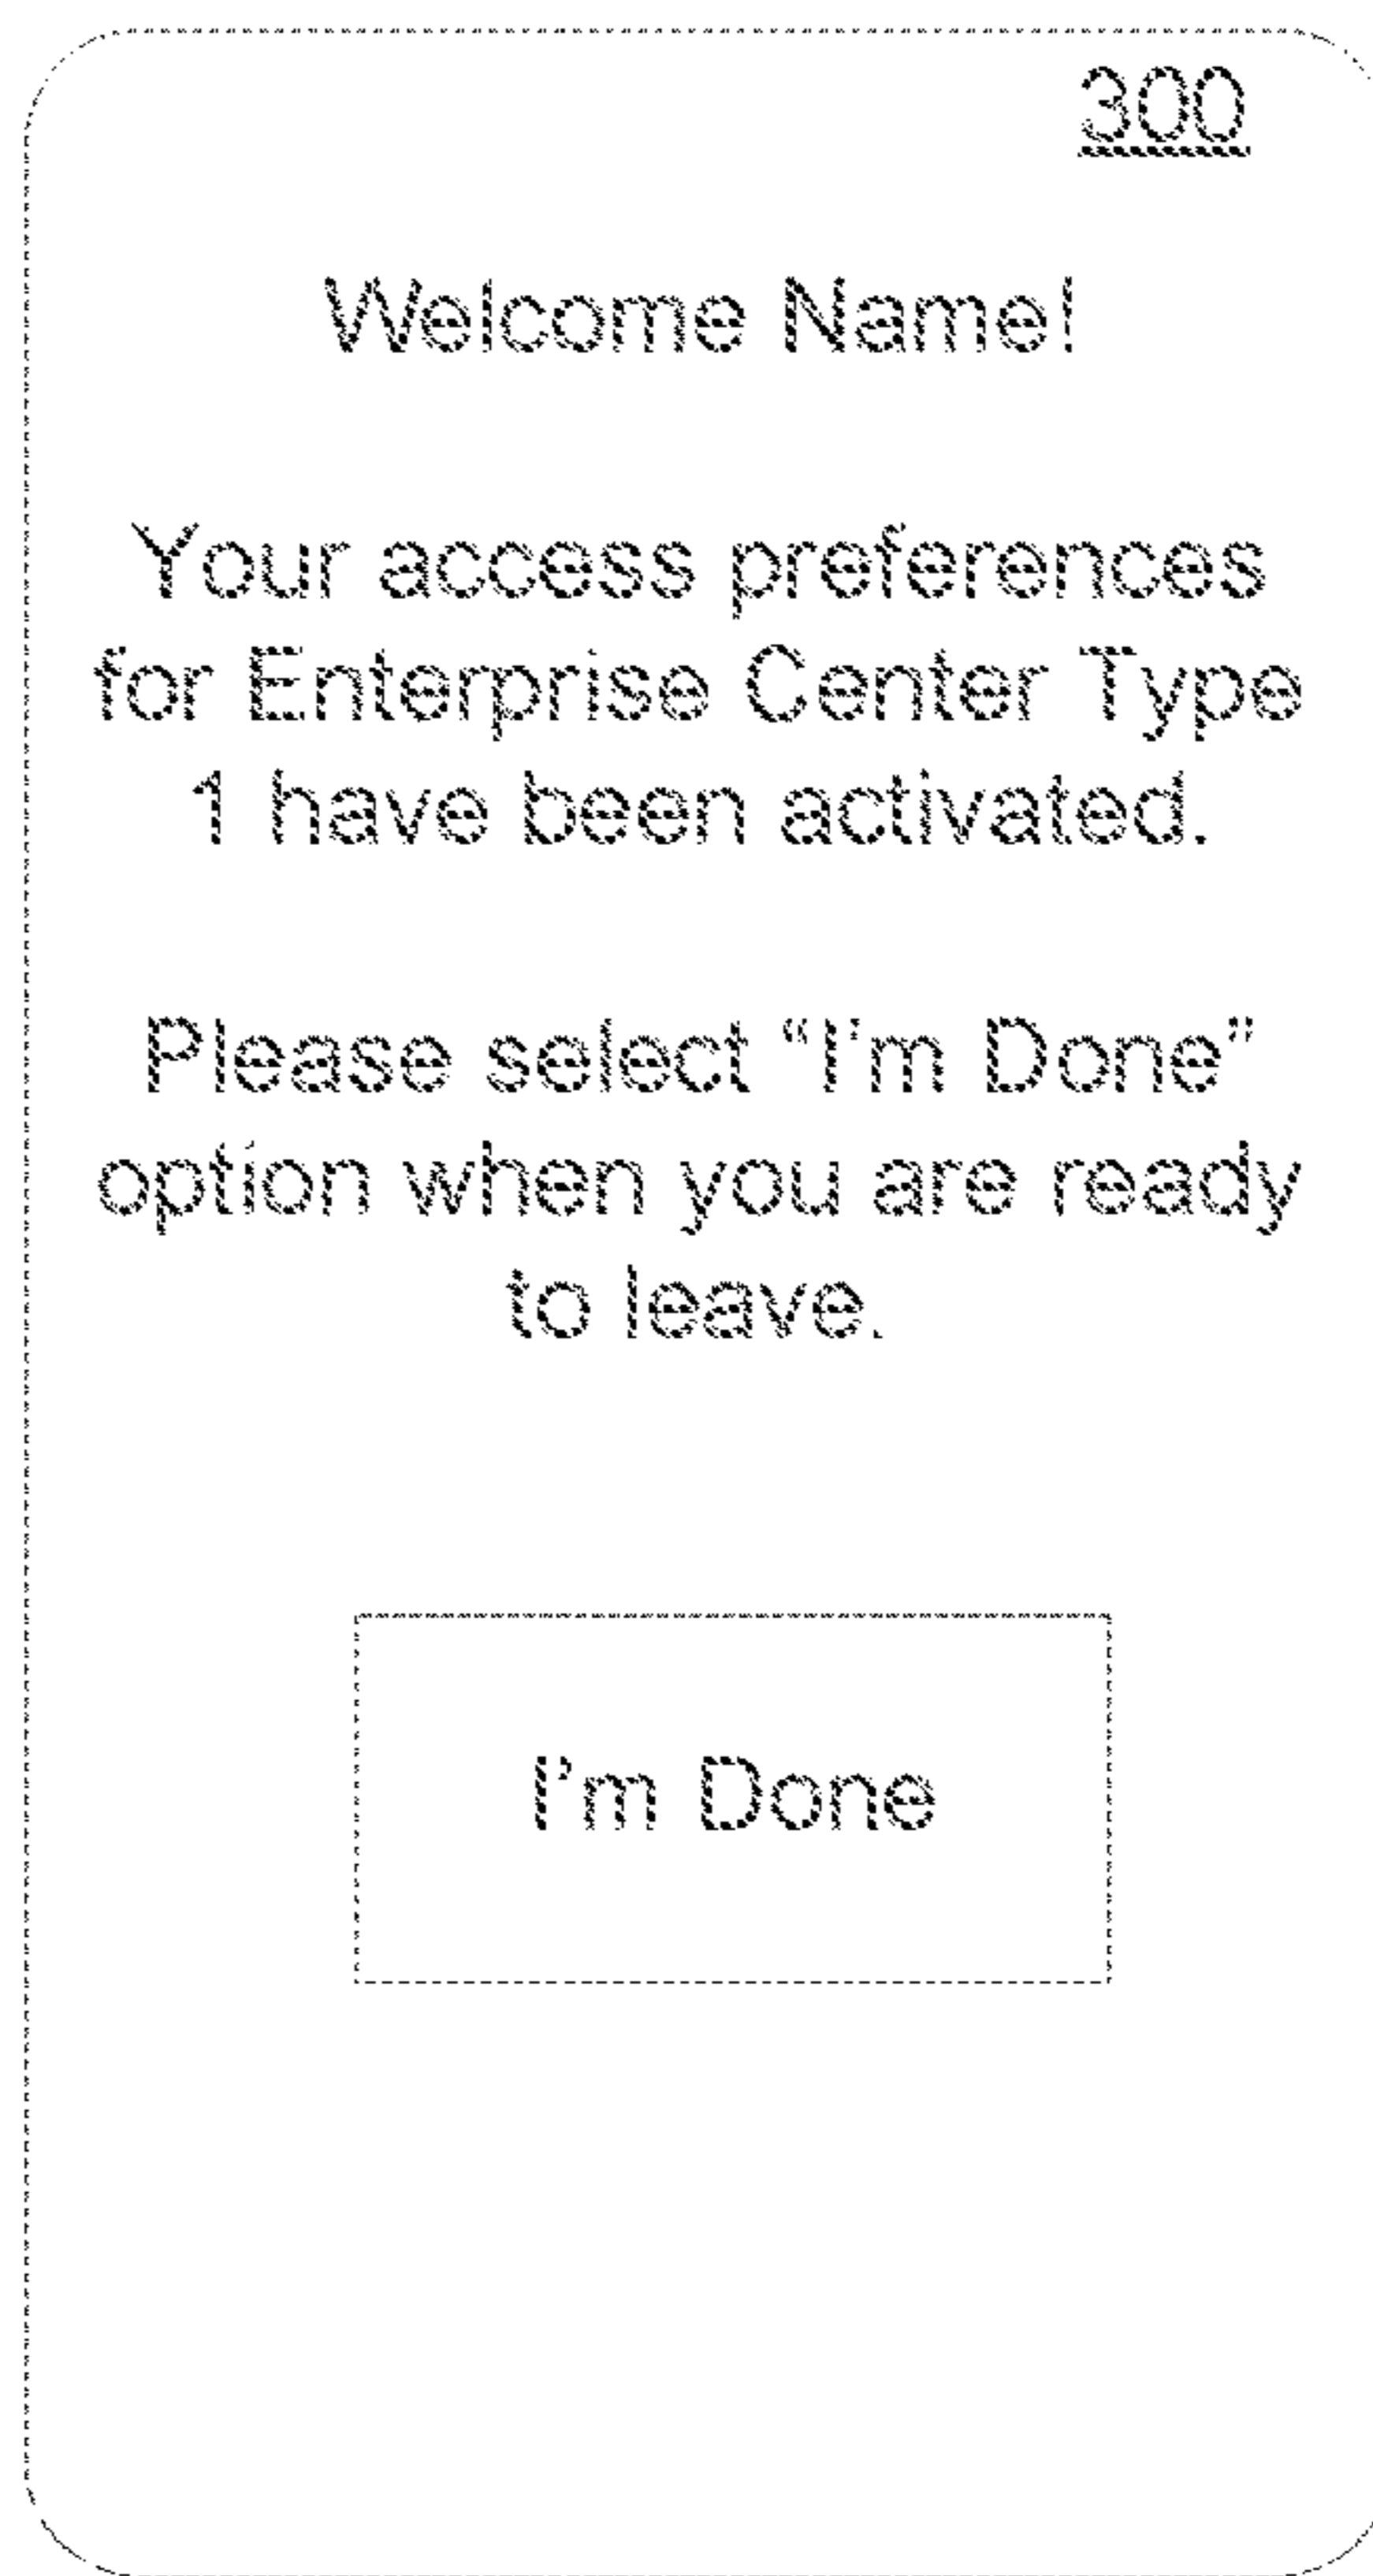 300
Welcome Name!
Your access preferences
for Enterprise Center Type
1 have been activated.
Please select “I’m Done”
option when you are ready
to leave.
I’m Done